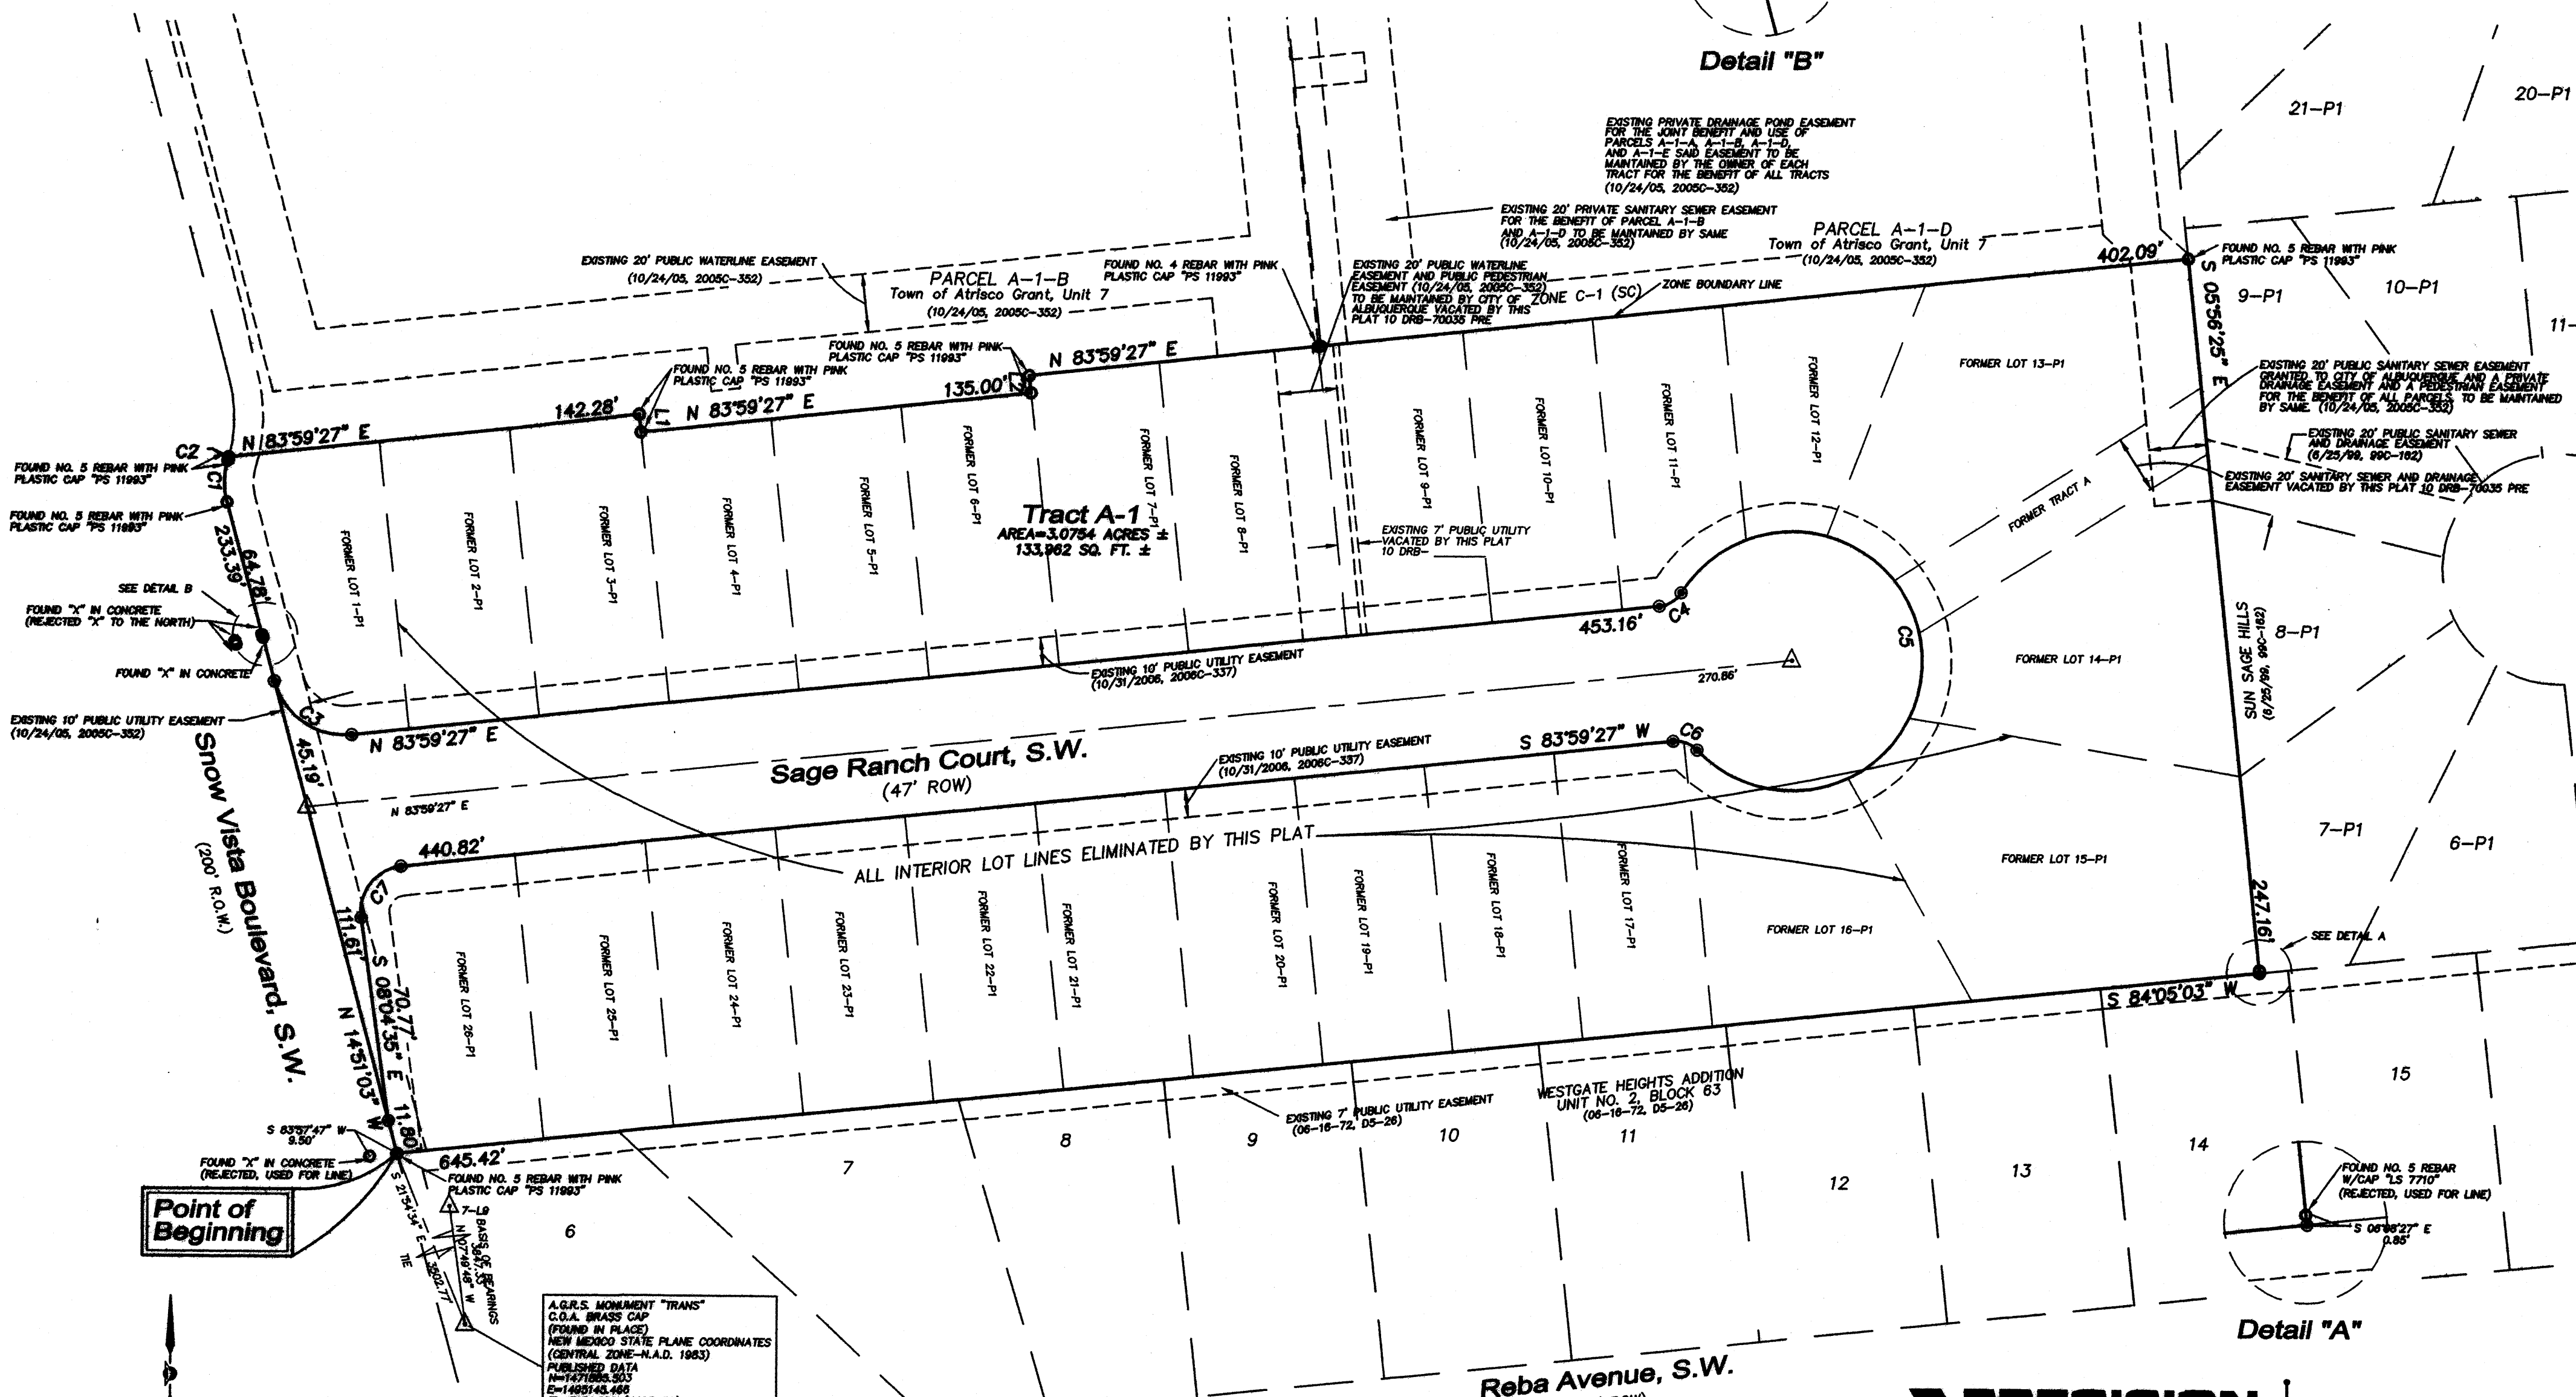 Detail "B"
21-P1
20-P1
EXISTING PRIVATE DRAINAGE POND EASEMENT
FOR THE JOINT BENEFIT AND USE OF
PARCELS A-1-A, A-1-B, A-1-D,
AND A-1-E SAID EASEMENT TO BE
MAINTAINED BY THE OWNER OF EACH
TRACT FOR THE BENEFIT OF ALL TRACTS
(10/24/05, 2005C-352)
EXISTING 20' PRIVATE SANITARY SEWER EASEMENT
FOR THE BENEFIT OF PARCEL A-1-B
AND A-1-D TO BE MAINTAINED BY SAME
(10/24/05, 2005C-352)
PARCEL A-1-D
Town of Atrisco Grant, Unit 7
(10/24/05, 2005C-352)
402.09'
FOUND NO. 5 REBAR WITH PINK
PLASTIC CAP "PS 11993"
EXISTING 20' PUBLIC WATERLINE EASEMENT
(10/24/05, 2005C-352)
PARCEL A-1-B
Town of Atrisco Grant, Unit 7
(10/24/05, 2005C-352)
FOUND NO. 4 REBAR WITH PINK
PLASTIC CAP "PS 11993"
EXISTING 20' PUBLIC WATERLINE
EASEMENT AND PUBLIC PEDESTRIAN
EASEMENT (10/24/05, 2005C-352)
TO BE MAINTAINED BY CITY OF
ALBUQUERQUE VACATED BY THIS
PLAT 10 DRB-70035 PRE
ZONE C-1 (SC)
ZONE BOUNDARY LINE
S 05°56'25" E
9-P1
10-P1
11-
FOUND NO. 5 REBAR WITH PINK
PLASTIC CAP "PS 11993"
FOUND NO. 5 REBAR WITH PINK
PLASTIC CAP "PS 11993"
N 83°59'27" E
135.00'
142.28'
L1
N 83°59'27" E
N 83°59'27" E
C2
C1
FOUND NO. 5 REBAR WITH PINK
PLASTIC CAP "PS 11993"
FOUND NO. 5 REBAR WITH PINK
PLASTIC CAP "PS 11993"
233.39'
64.78'
EXISTING 20' PUBLIC SANITARY SEWER EASEMENT
GRANTED TO CITY OF ALBUQUERQUE AND A PRIVATE
DRAINAGE EASEMENT AND A PEDESTRIAN EASEMENT
FOR THE BENEFIT OF ALL PARCELS, TO BE MAINTAINED
BY SAME. (10/24/05, 2005C-352)
EXISTING 20' PUBLIC SANITARY SEWER
AND DRAINAGE EASEMENT
(6/25/99, 99C-162)
EXISTING 20' SANITARY SEWER AND DRAINAGE
EASEMENT VACATED BY THIS PLAT 10 DRB-70035 PRE
FORMER LOT 1-P1
FORMER LOT 2-P1
FORMER LOT 3-P1
FORMER LOT 4-P1
FORMER LOT 5-P1
FORMER LOT 6-P1
FORMER LOT 7-P1
FORMER LOT 8-P1
FORMER LOT 9-P1
FORMER LOT 10-P1
FORMER LOT 11-P1
FORMER LOT 12-P1
FORMER LOT 13-P1
FORMER TRACT A
Tract A-1
AREA=3.0754 ACRES ±
133,962 SQ. FT. ±
EXISTING 7' PUBLIC UTILITY
VACATED BY THIS PLAT
10 DRB-
SEE DETAIL B
FOUND "X" IN CONCRETE
(REJECTED "X" TO THE NORTH)
FOUND "X" IN CONCRETE
EXISTING 10' PUBLIC UTILITY EASEMENT
(10/24/05, 2005C-352)
C3
45.19'
453.16'
C4
C5
EXISTING 10' PUBLIC UTILITY EASEMENT
(10/31/2006, 2006C-337)
270.86'
FORMER LOT 14-P1
SUN SAGE HILLS
(6/25/99, 99C-162)
8-P1
N 83°59'27" E
Snow Vista Boulevard, S.W.
(200' R.O.W.)
Sage Ranch Court, S.W.
(47' ROW)
N 83°59'27" E
EXISTING 10' PUBLIC UTILITY EASEMENT
(10/31/2006, 2006C-337)
S 83°59'27" W
C6
440.82'
C7
ALL INTERIOR LOT LINES ELIMINATED BY THIS PLAT
7-P1
6-P1
FORMER LOT 15-P1
FORMER LOT 16-P1
FORMER LOT 17-P1
FORMER LOT 18-P1
FORMER LOT 19-P1
FORMER LOT 20-P1
FORMER LOT 21-P1
FORMER LOT 22-P1
FORMER LOT 23-P1
FORMER LOT 24-P1
FORMER LOT 25-P1
FORMER LOT 26-P1
247.16'
SEE DETAIL A
S 84°05'03" W
111.61'
S 08°04'35" E
70.77'
N 14°51'03" W
11.80'
S 83°57'47" W
9.50'
FOUND "X" IN CONCRETE
(REJECTED, USED FOR LINE)
645.42'
FOUND NO. 5 REBAR WITH PINK
PLASTIC CAP "PS 11993"
Point of
Beginning
S 21°54'34" E
3502.77'
TIE
7-L9
BASIS OF BEARINGS
N 07°49'48" W
EXISTING 7' PUBLIC UTILITY EASEMENT
(06-16-72, D5-26)
WESTGATE HEIGHTS ADDITION
UNIT NO. 2, BLOCK 63
(06-16-72, D5-26)
6
7
8
9
10
11
12
13
14
15
FOUND NO. 5 REBAR
W/CAP "LS 7710"
(REJECTED, USED FOR LINE)
0.85'
Detail "A"
A.G.R.S. MONUMENT "TRANS"
C.O.A. BRASS CAP
(FOUND IN PLACE)
NEW MEXICO STATE PLANE COORDINATES
(CENTRAL ZONE-N.A.D. 1983)
PUBLISHED DATA
Reba Avenue, S.W.
PRECISION